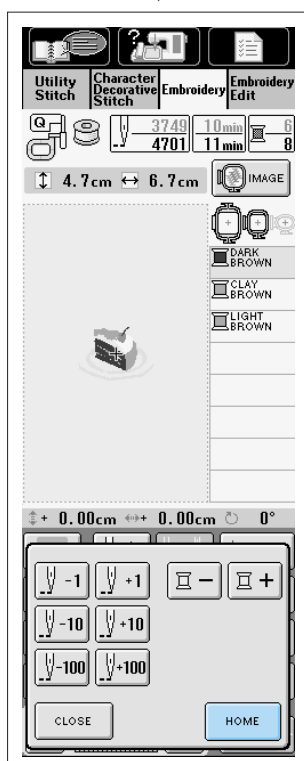 Utility Stitch
Character Decorative Stitch
Embroidery
Embroidery Edit
3749 10min 6
4701 11min 8
4.7cm 6.7cm IMAGE
DARK BROWN
CLAY BROWN
LIGHT BROWN
+ 0.00cm + 0.00cm 0°
-1 +1 - +
-10 +10
-100 +100
CLOSE HOME